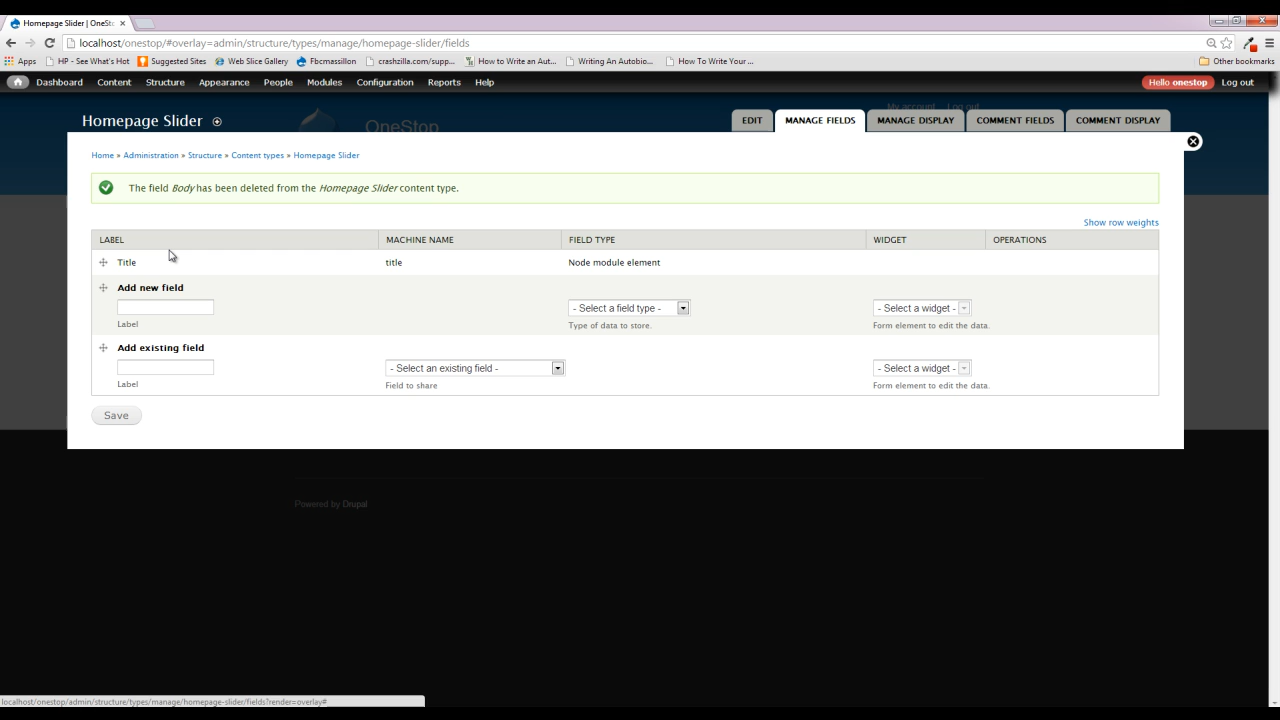 Homepage Slider | OneSto
localhost/onestop/#overlay=admin/structure/types/manage/homepage-slider/fields
Apps HP - See What's Hot Suggested Sites Web Slice Gallery Fbcmassillon crashzilla.com/supp... How to Write an Aut... Writing An Autobio... How To Write Your ... Other bookmarks
Dashboard Content Structure Appearance People Modules Configuration Reports Help Hello onestop Log out
My account Log out
OneStop
Homepage Slider EDIT MANAGE FIELDS MANAGE DISPLAY COMMENT FIELDS COMMENT DISPLAY
Home » Administration » Structure » Content types » Homepage Slider
The field Body has been deleted from the Homepage Slider content type.
Show row weights
LABEL MACHINE NAME FIELD TYPE WIDGET OPERATIONS
Title title Node module element
Add new field
- Select a field type - - Select a widget -
Label Type of data to store. Form element to edit the data.
Add existing field
- Select an existing field - - Select a widget -
Label Field to share Form element to edit the data.
Save
Powered by Drupal
localhost/onestop/admin/structure/types/manage/homepage-slider/fields?render=overlay#